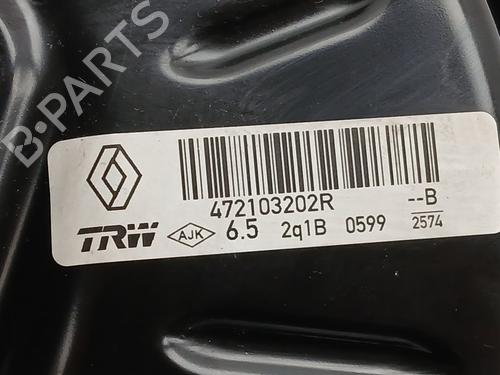 B-PARTS
472103202R
TRW AJK 6.5 2q1B 0599 --B
2574